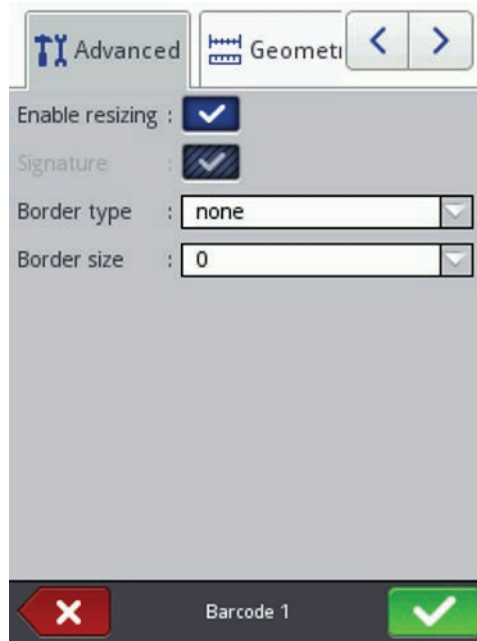 Advanced
Geomet
Enable resizing :
Signature :
Border type : none
Border size : 0
Barcode 1